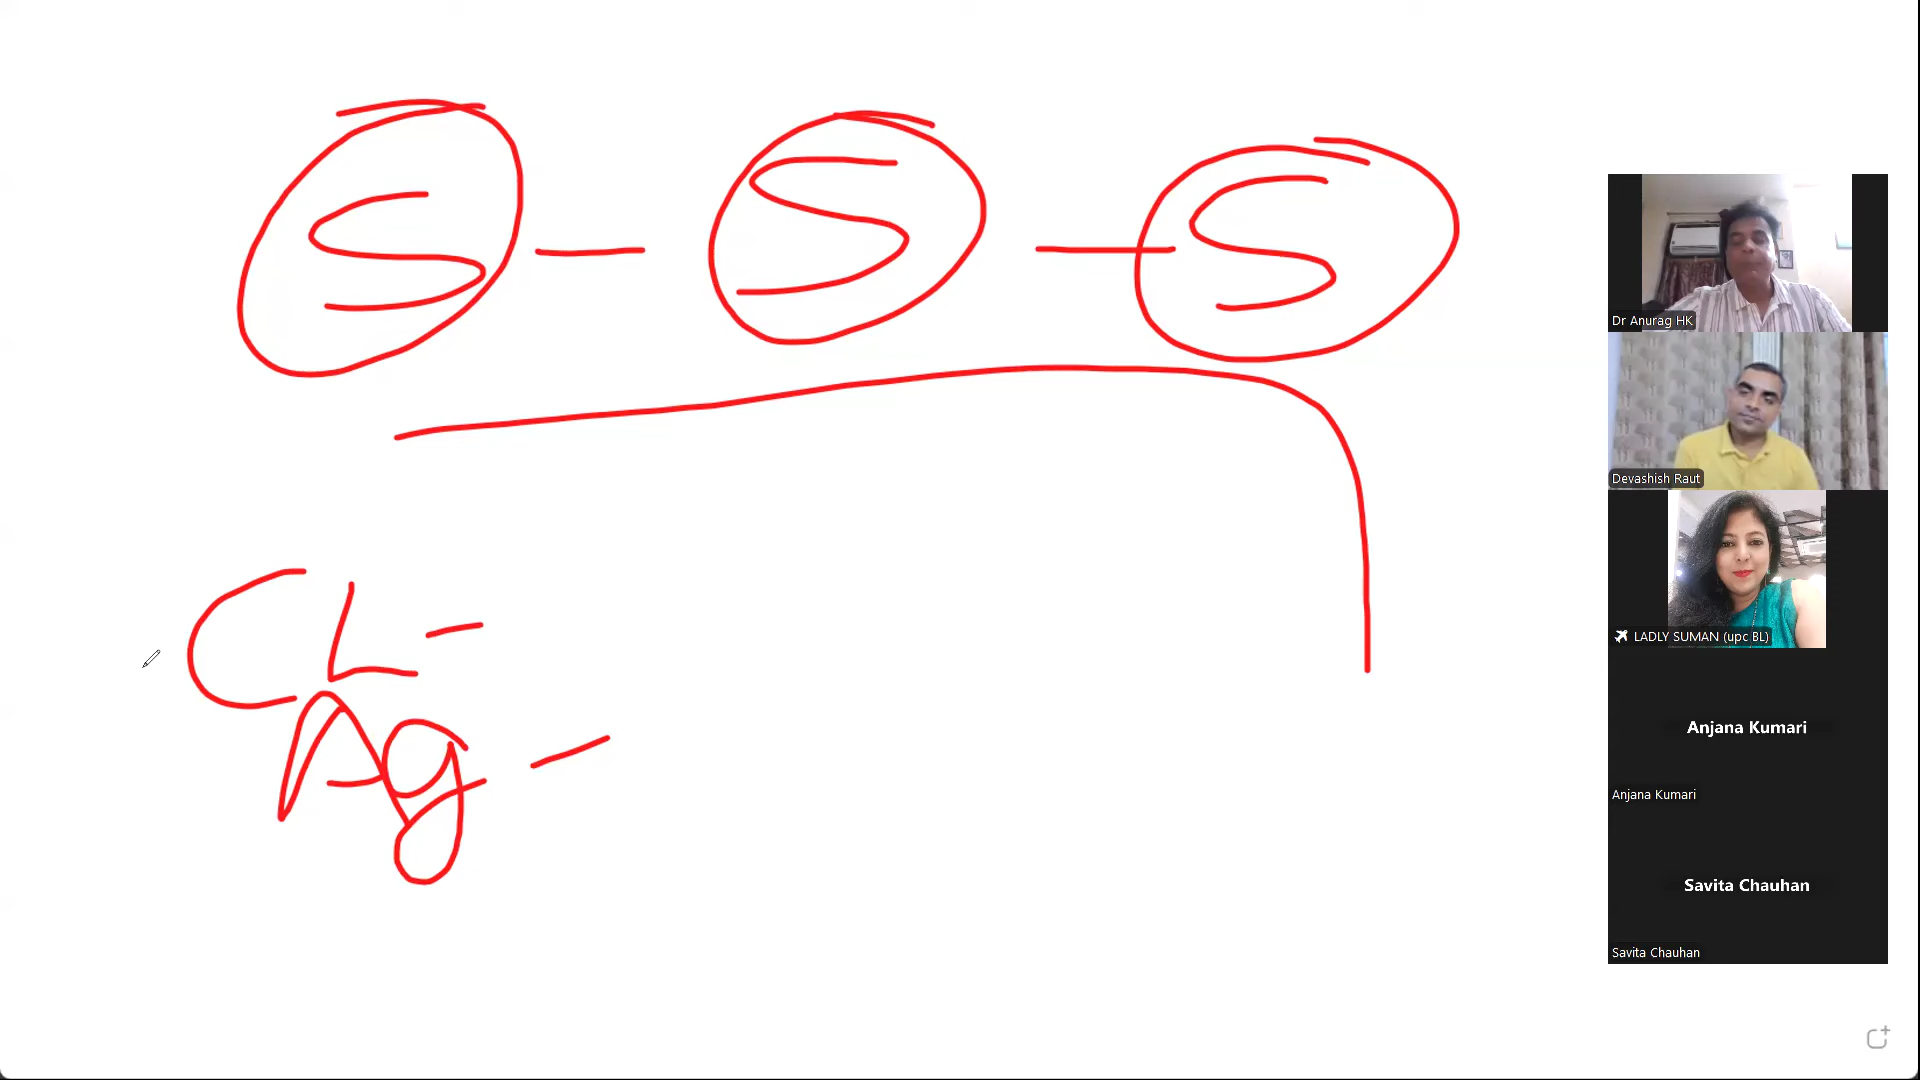 S - S - S
CL -
Ag -
Dr Anurag HK
Devashish Raut
LADLY SUMAN (upc BL)
Anjana Kumari
Anjana Kumari
Savita Chauhan
Savita Chauhan